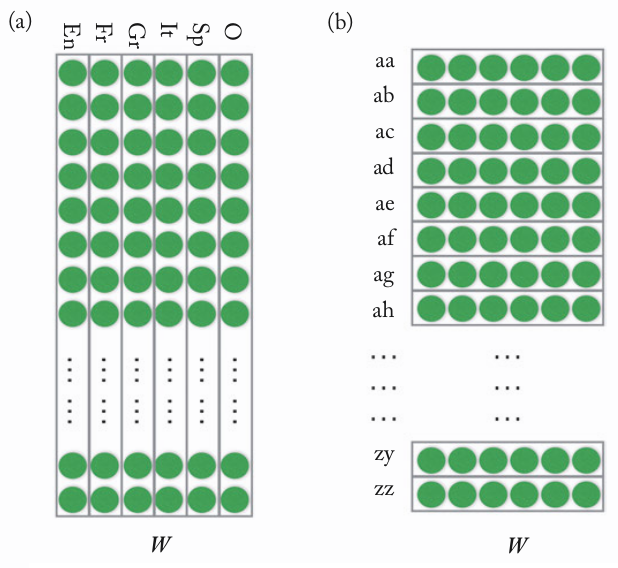 (a)
En Fr Gr It Sp O
... ... ... ... ... ...
... ... ... ... ... ...
W
(b)
aa
ab
ac
ad
ae
af
ag
ah
... ...
... ...
... ...
zy
zz
W